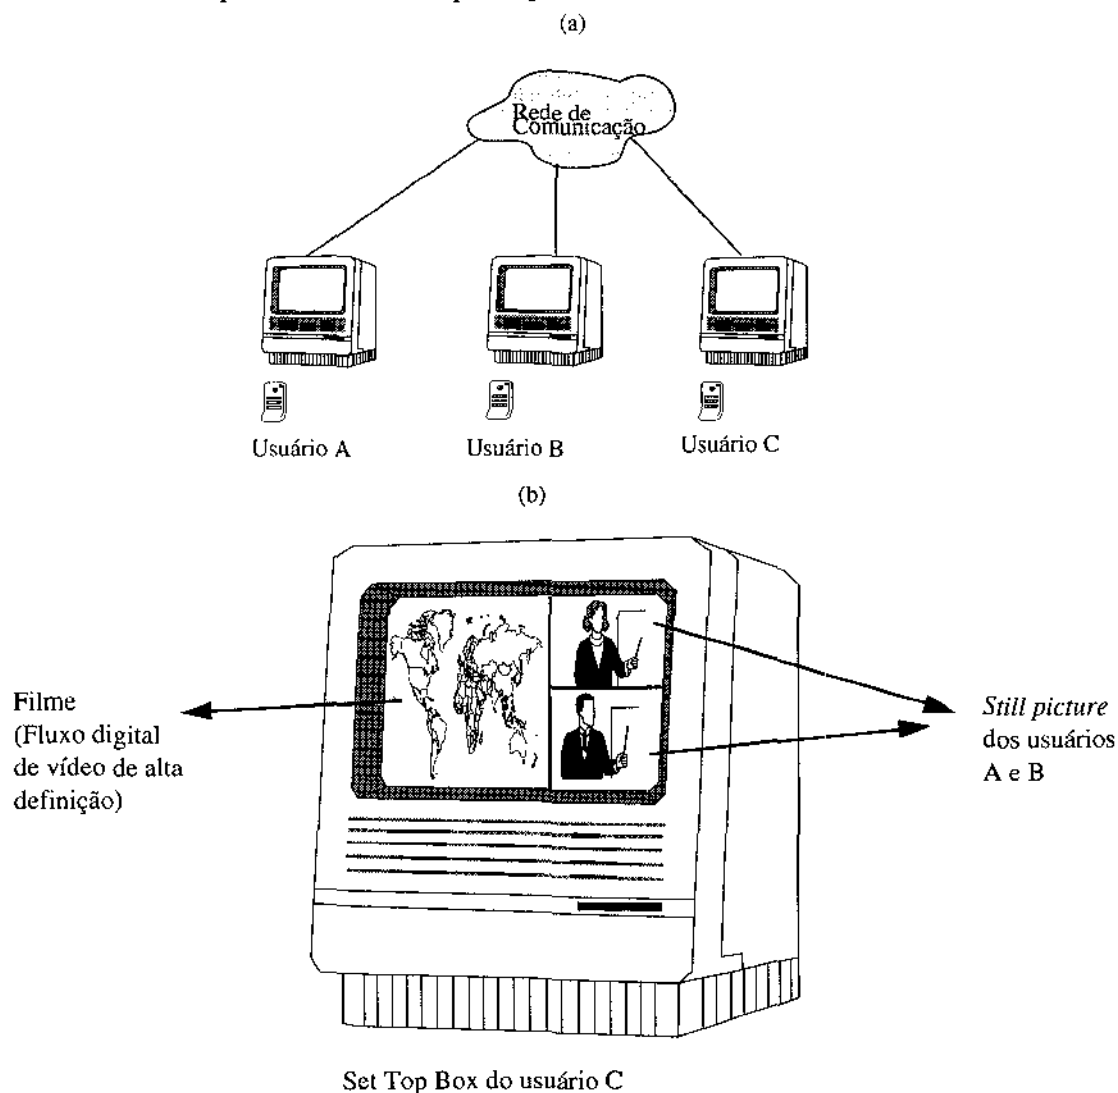 (a)
Rede de
Comunicação
Usuário A
Usuário B
Usuário C
(b)
Filme
(Fluxo digital
de vídeo de alta
definição)
Still picture
dos usuários
A e B
Set Top Box do usuário C